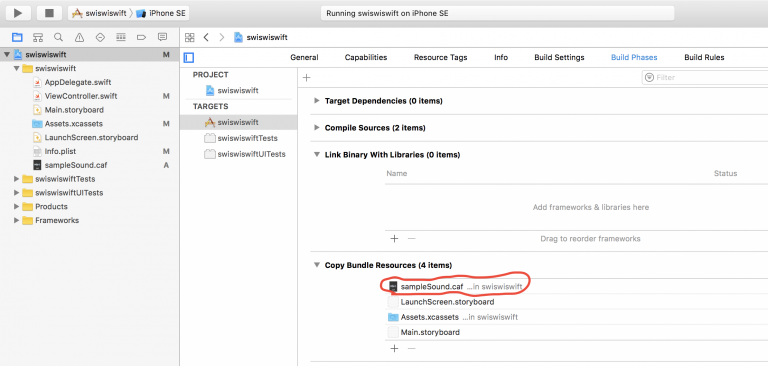 swiswiswift iPhone SE
Running swiswiswift on iPhone SE
swiswiswift M
swiswiswift
AppDelegate.swift
ViewController.swift M
Main.storyboard
Assets.xcassets M
LaunchScreen.storyboard
Info.plist M
sampleSound.caf A
swiswiswiftTests
swiswiswiftUITests
Products
Frameworks
swiswiswift
General Capabilities Resource Tags Info Build Settings Build Phases Build Rules
PROJECT
swiswiswift
TARGETS
swiswiswift
swiswiswiftTests
swiswiswiftUITests
Filter
Target Dependencies (0 items)
Compile Sources (2 items)
Link Binary With Libraries (0 items)
Name Status
Add frameworks & libraries here
Drag to reorder frameworks
Copy Bundle Resources (4 items)
sampleSound.caf ...in swiswiswift
LaunchScreen.storyboard
Assets.xcassets ...in swiswiswift
Main.storyboard